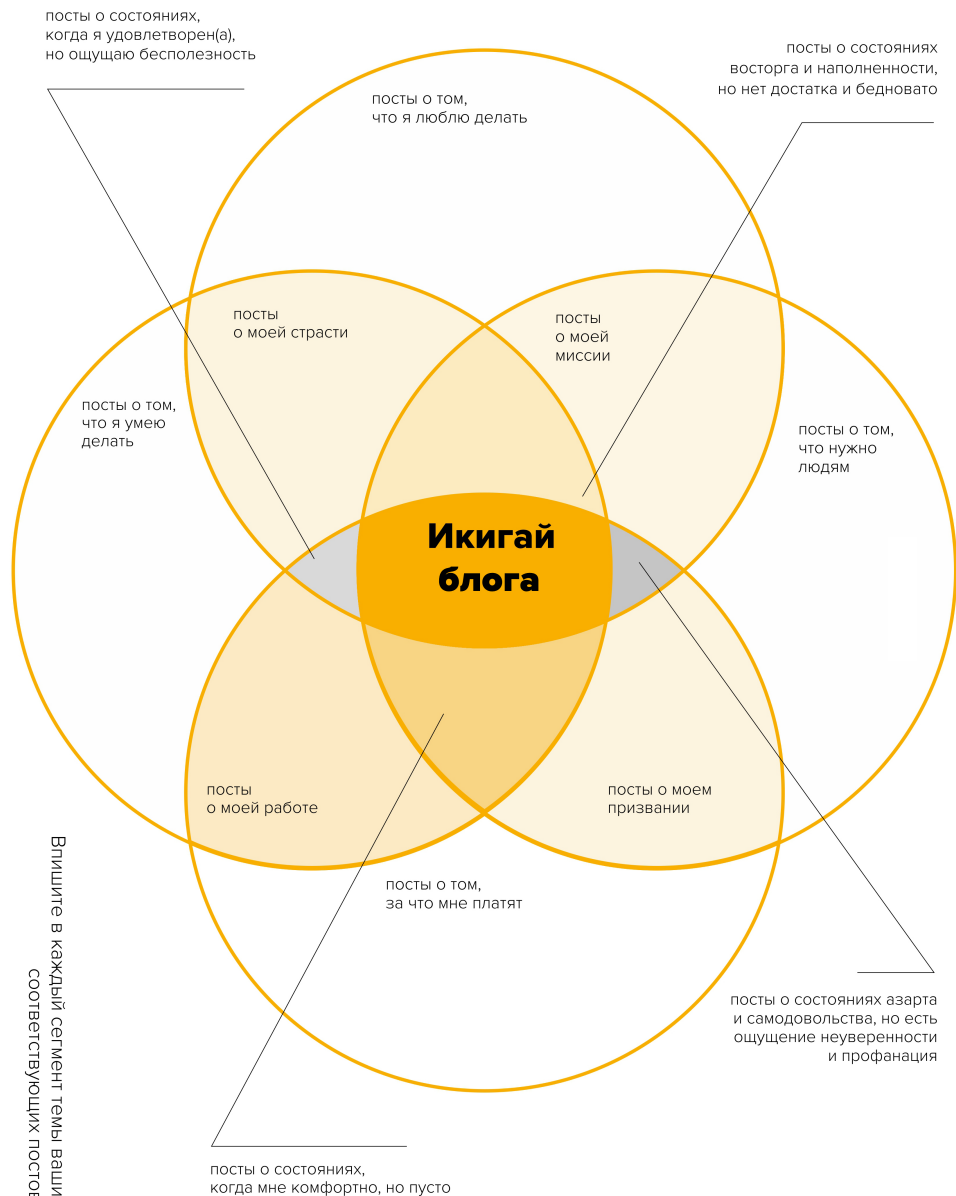 посты о состояниях,
когда я удовлетворен(а),
но ощущаю бесполезность
посты о состояниях
восторга и наполненности,
но нет достатка и бедновато
посты о том,
что я люблю делать
посты
о моей страсти
посты
о моей
миссии
посты о том,
что я умею
делать
посты о том,
что нужно
людям
Икигай
блога
посты
о моей работе
посты о моем
призвании
посты о том,
за что мне платят
Впишите в каждый сегмент темы ваши
соответствующих постов
посты о состояниях азарта
и самодовольства, но есть
ощущение неуверенности
и профанация
посты о состояниях,
когда мне комфортно, но пусто